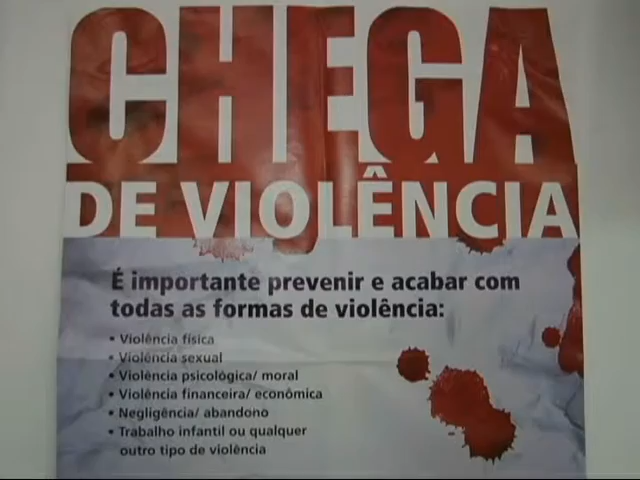 CHEGA
DE VIOLÊNCIA
É importante prevenir e acabar com
todas as formas de violência:
• Violência física
• Violência sexual
• Violência psicológica/ moral
• Violência financeira/ econômica
• Negligência/ abandono
• Trabalho infantil ou qualquer
outro tipo de violência